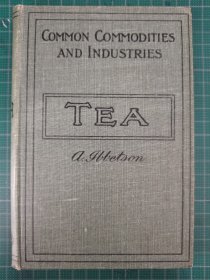 COMMON COMMODITIES
AND INDUSTRIES
TEA
A. Ibbetson